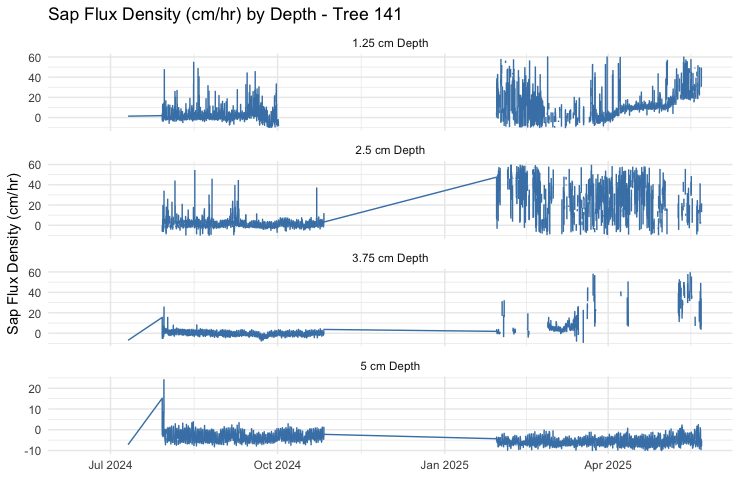 Sap Flux Density (cm/hr) by Depth - Tree 141
Sap Flux Density (cm/hr)
1.25 cm Depth
60
40
20
0
2.5 cm Depth
60
40
20
0
3.75 cm Depth
60
40
20
0
5 cm Depth
20
10
0
-10
Jul 2024 Oct 2024 Jan 2025 Apr 2025